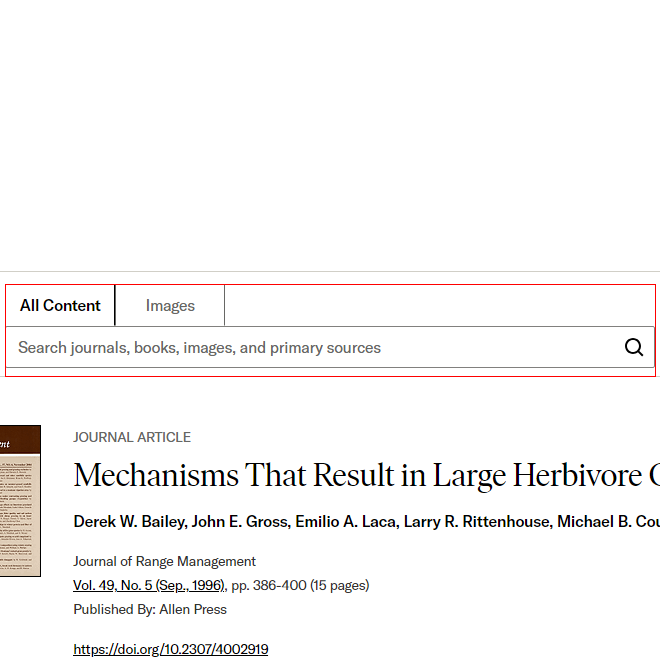 All Content
Images
Search journals, books, images, and primary sources
JOURNAL ARTICLE
Mechanisms That Result in Large Herbivore
Derek W. Bailey, John E. Gross, Emilio A. Laca, Larry R. Rittenhouse, Michael B. Cou
Journal of Range Management
Vol. 49, No. 5 (Sep., 1996), pp. 386-400 (15 pages)
Published By: Allen Press
https://doi.org/10.2307/4002919